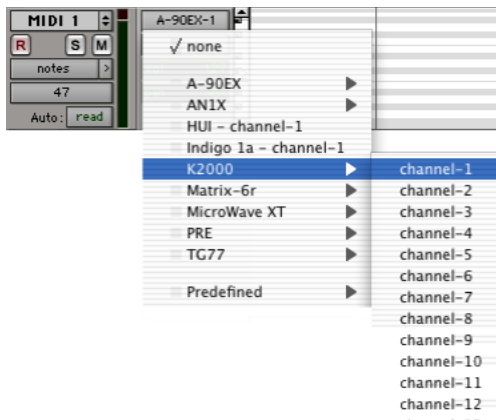 MIDI 1
A-90EX-1
R S M
notes >
47
Auto: read
√ none
A-90EX
AN1X
HUI - channel-1
Indigo 1a - channel-1
K2000
Matrix-6r
MicroWave XT
PRE
TG77
Predefined
channel-1
channel-2
channel-3
channel-4
channel-5
channel-6
channel-7
channel-8
channel-9
channel-10
channel-11
channel-12